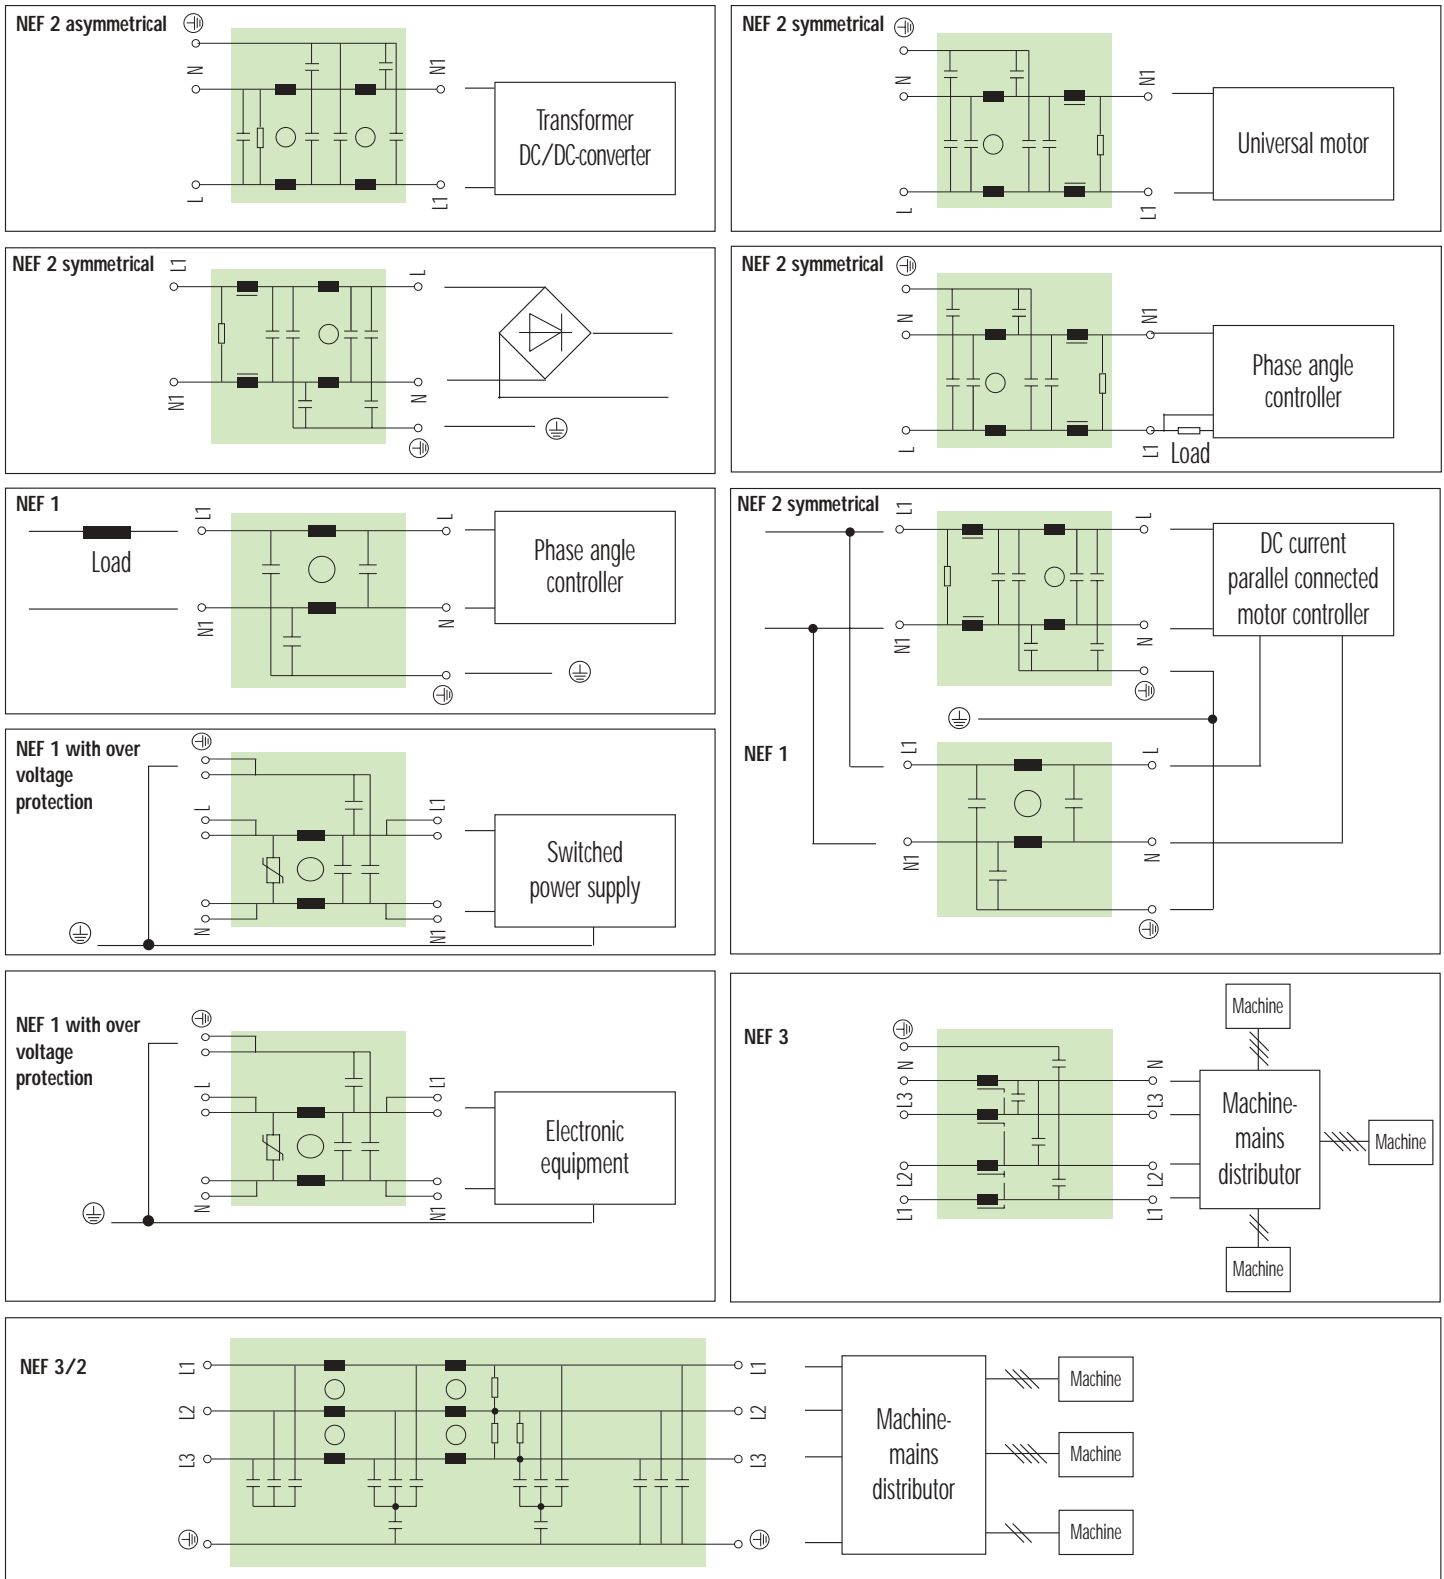 NEF 2 asymmetrical
N
N1
L
L1
Transformer
DC/DC-converter
NEF 2 symmetrical
N
N1
L
L1
Universal motor
NEF 2 symmetrical
L1
L
N1
N
NEF 2 symmetrical
N
N1
L
L1
Load
Phase angle
controller
NEF 1
Load
L1
L
N1
N
Phase angle
controller
NEF 2 symmetrical
L1
L
N1
N
DC current
parallel connected
motor controller
NEF 1
L1
L
N1
N
NEF 1 with over
voltage
protection
L
L1
N
N1
Switched
power supply
NEF 1 with over
voltage
protection
L
L1
N
N1
Electronic
equipment
NEF 3
N
L3
L2
L1
N
L3
L2
L1
Machine-
mains
distributor
Machine
Machine
Machine
NEF 3/2
L1
L2
L3
L1
L2
L3
Machine-
mains
distributor
Machine
Machine
Machine